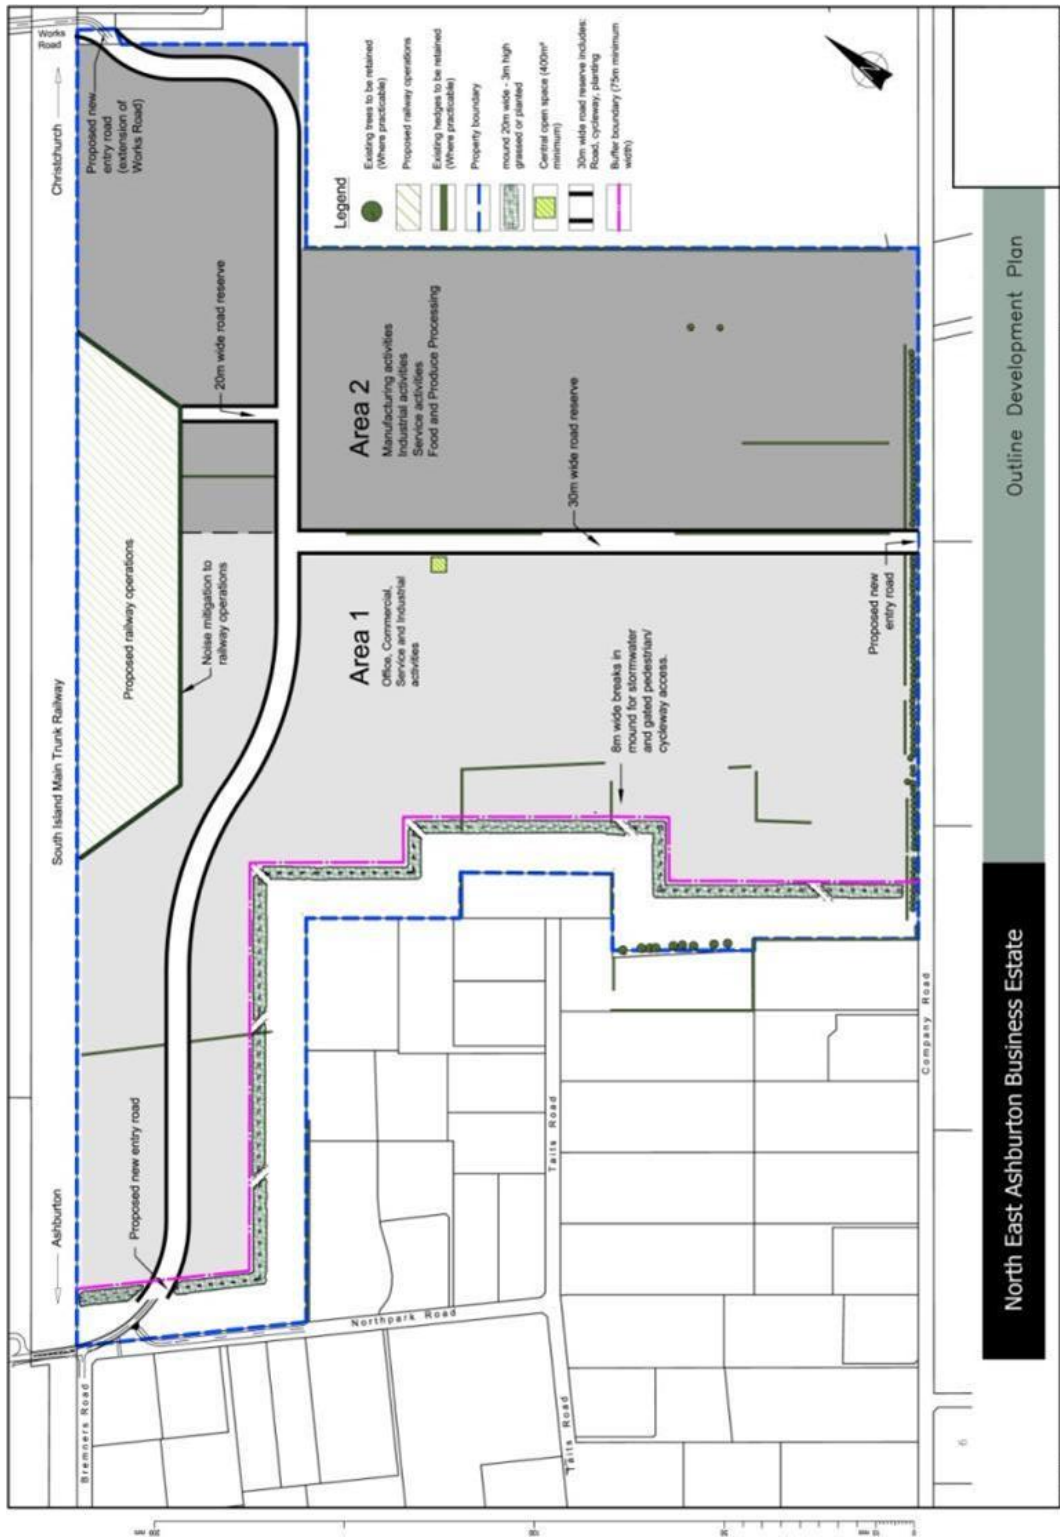 Ashburton
South Island Main Trunk Railway
Christchurch
Works
Road
Proposed new
entry road
(extension of
Works Road)
Bremners Road
Proposed new entry road
Proposed railway operations
Noise mitigation to
railway operations
20m wide road reserve
Area 1
Office, Commercial,
Service and Industrial
activities
Area 2
Manufacturing activities
Industrial activities
Service activities
Food and Produce Processing
Legend
Existing trees to be retained
(Where practicable)
Proposed railway operations
Existing hedges to be retained
(Where practicable)
Property boundary
mound 20m wide - 3m high
grassed or planted
Central open space (400m²
minimum)
30m wide road reserve includes:
Road, cycleway, planting
Buffer boundary (75m minimum
width)
Northpark Road
Taits Road
Taits Road
8m wide breaks in
mound for stormwater
and gated pedestrian/
cycleway access.
30m wide road reserve
Proposed new
entry road
Company Road
North East Ashburton Business Estate
Outline Development Plan